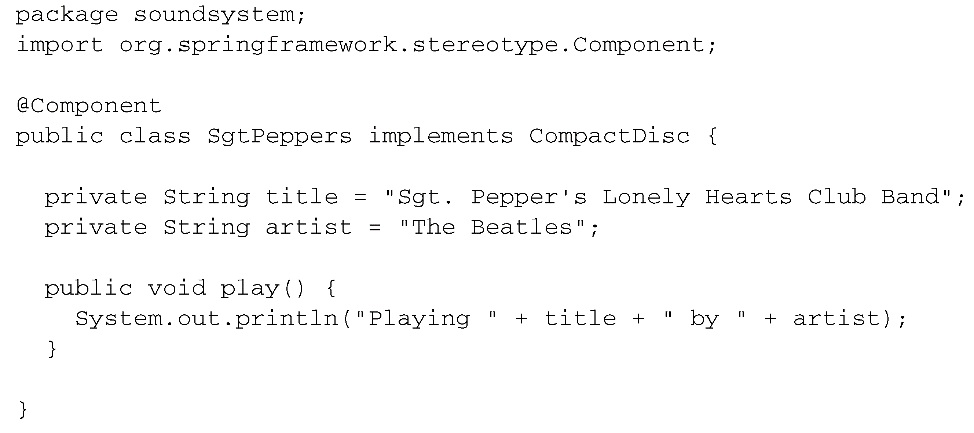 package soundsystem;
import org.springframework.stereotype.Component;
@Component
public class SgtPeppers implements CompactDisc {
private String title = "Sgt. Pepper's Lonely Hearts Club Band";
private String artist = "The Beatles";
public void play() {
System.out.println("Playing " + title + " by " + artist);
}
}